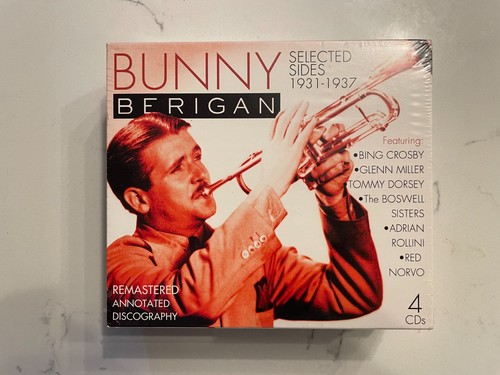 BUNNY
BERIGAN
SELECTED
SIDES
1931-1937
Featuring:
•BING CROSBY
•GLENN MILLER
TOMMY DORSEY
•The BOSWELL
SISTERS
•ADRIAN
ROLLINI
•RED
NORVO
REMASTERED
ANNOTATED
DISCOGRAPHY
4
CDs